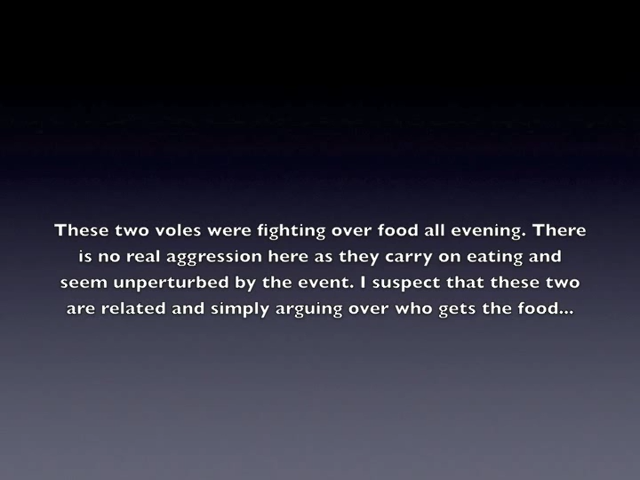 These two voles were fighting over food all evening. There
is no real aggression here as they carry on eating and
seem unperturbed by the event. I suspect that these two
are related and simply arguing over who gets the food...